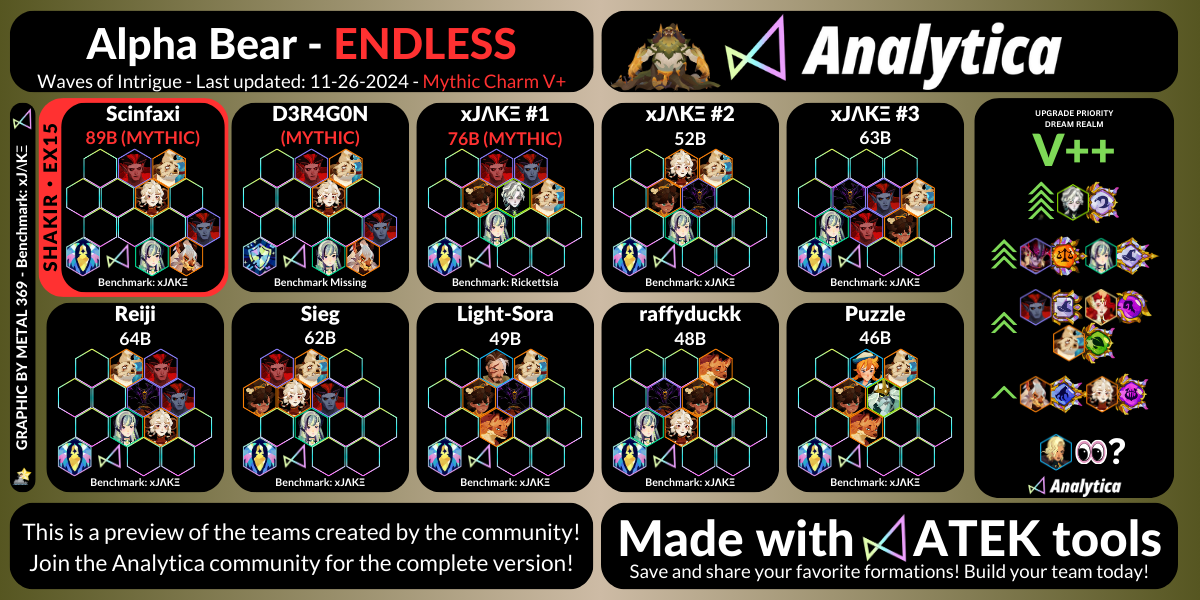 Alpha Bear - ENDLESS
Waves of Intrigue - Last updated: 11-26-2024 - Mythic Charm V+
Analytica
GRAPHIC BY METAL 369 - Benchmark: xJΛKΞ
SHAKIR • EX15
Scinfaxi
89B (MYTHIC)
Benchmark: xJΛKΞ
D3R4G0N
(MYTHIC)
Benchmark Missing
xJΛKΞ #1
76B (MYTHIC)
Benchmark: Rickettsia
xJΛKΞ #2
52B
Benchmark: xJΛKΞ
xJΛKΞ #3
63B
Benchmark: xJΛKΞ
Reiji
64B
Benchmark: xJΛKΞ
Sieg
62B
Benchmark: xJΛKΞ
Light-Sora
49B
Benchmark: xJΛKΞ
raffyduckk
48B
Benchmark: xJΛKΞ
Puzzle
46B
Benchmark: xJΛKΞ
UPGRADE PRIORITY
DREAM REALM
V++
?
Analytica
This is a preview of the teams created by the community!
Join the Analytica community for the complete version!
Made with ATEK tools
Save and share your favorite formations! Build your team today!